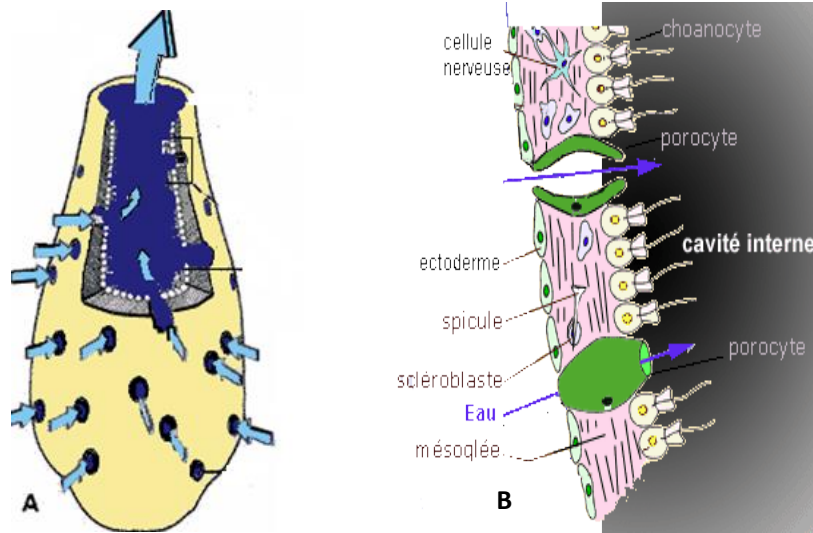 A
cellule
nerveuse
choanocyte
porocyte
ectoderme
cavité interne
spicule
scléroblaste
porocyte
Eau
mésoglée
B